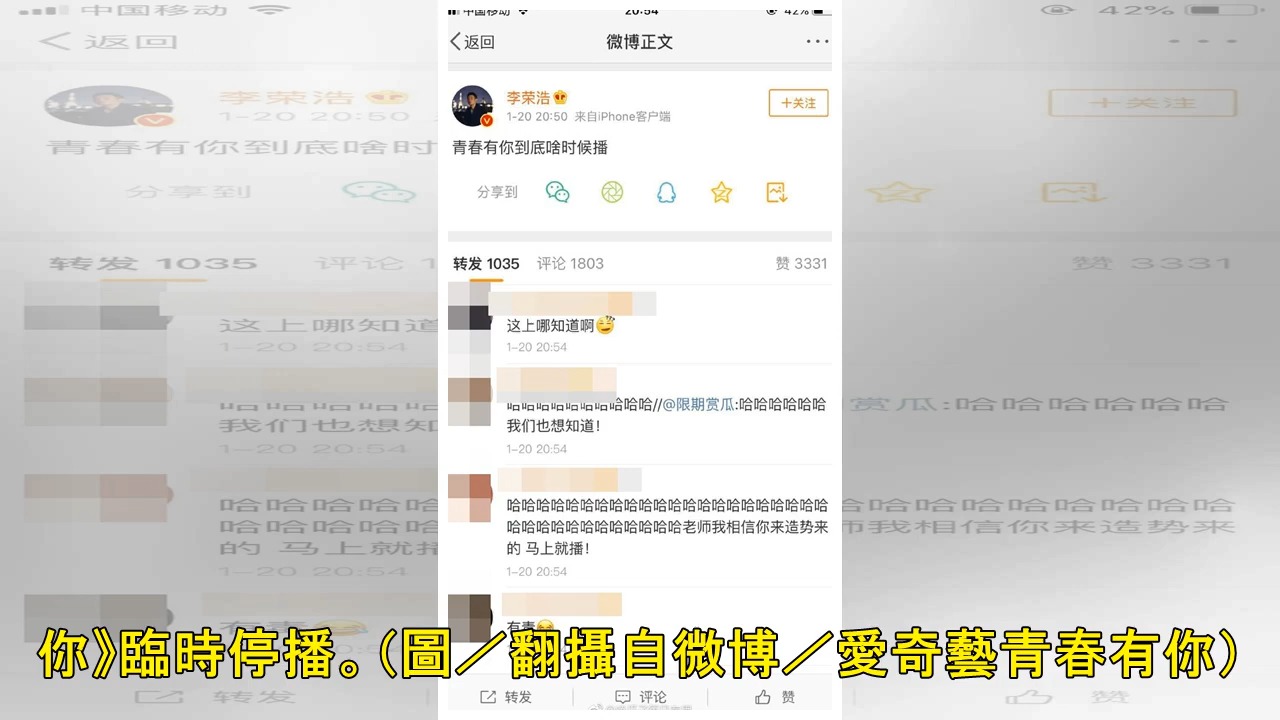 中国移动 20:54 42%
返回 微博正文
李荣浩
1-20 20:50 来自iPhone客户端
+关注
青春有你到底啥时候播
分享到
转发 1035 评论 1803 赞 3331
这上哪知道啊
1-20 20:54
哈哈哈哈哈哈哈哈哈哈//@限期赏瓜:哈哈哈哈哈哈
我们也想知道!
1-20 20:54
哈哈哈哈哈哈哈哈哈哈哈哈哈哈哈哈哈哈哈哈哈哈
哈哈哈哈哈哈哈哈哈哈哈哈老师我相信你来造势来
的 马上就播!
1-20 20:54
有毒
你》臨時停播。(圖／翻攝自微博／愛奇藝青春有你)
转发 评论 赞